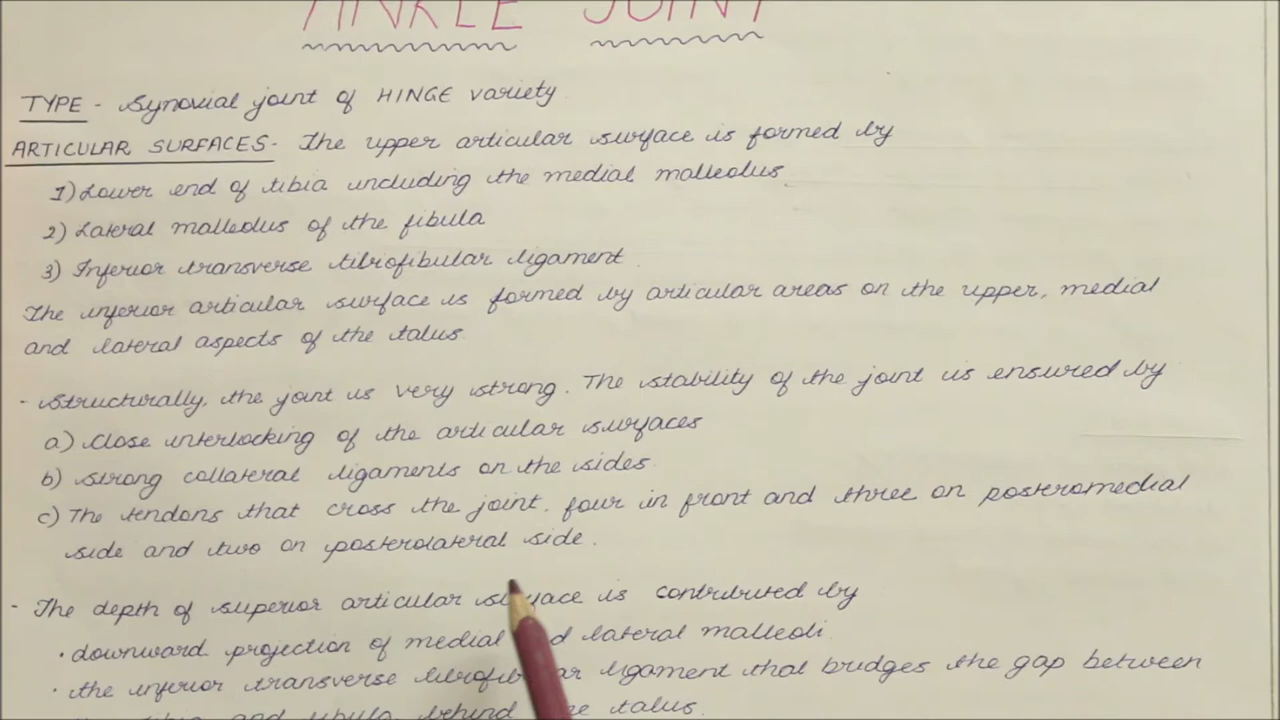 ANKLE JOINT
TYPE - Synovial joint of HINGE variety
ARTICULAR SURFACES- The upper articular surface is formed by
1) Lower end of tibia including the medial malleolus
2) Lateral malleolus of the fibula
3) Inferior transverse tibiofibular ligament
The inferior articular surface is formed by articular areas on the upper, medial
and lateral aspects of the talus
- Structurally, the joint is very strong. The stability of the joint is ensured by
a) Close interlocking of the articular surfaces
b) Strong collateral ligaments on the sides
c) The tendons that cross the joint, four in front and three on posteromedial
side and two on posterolateral side.
- The depth of superior articular surface is contributed by
· downward projection of medial and lateral malleoli
· the inferior transverse tibiofibular ligament that bridges the gap between
the tibia and fibula behind the talus.